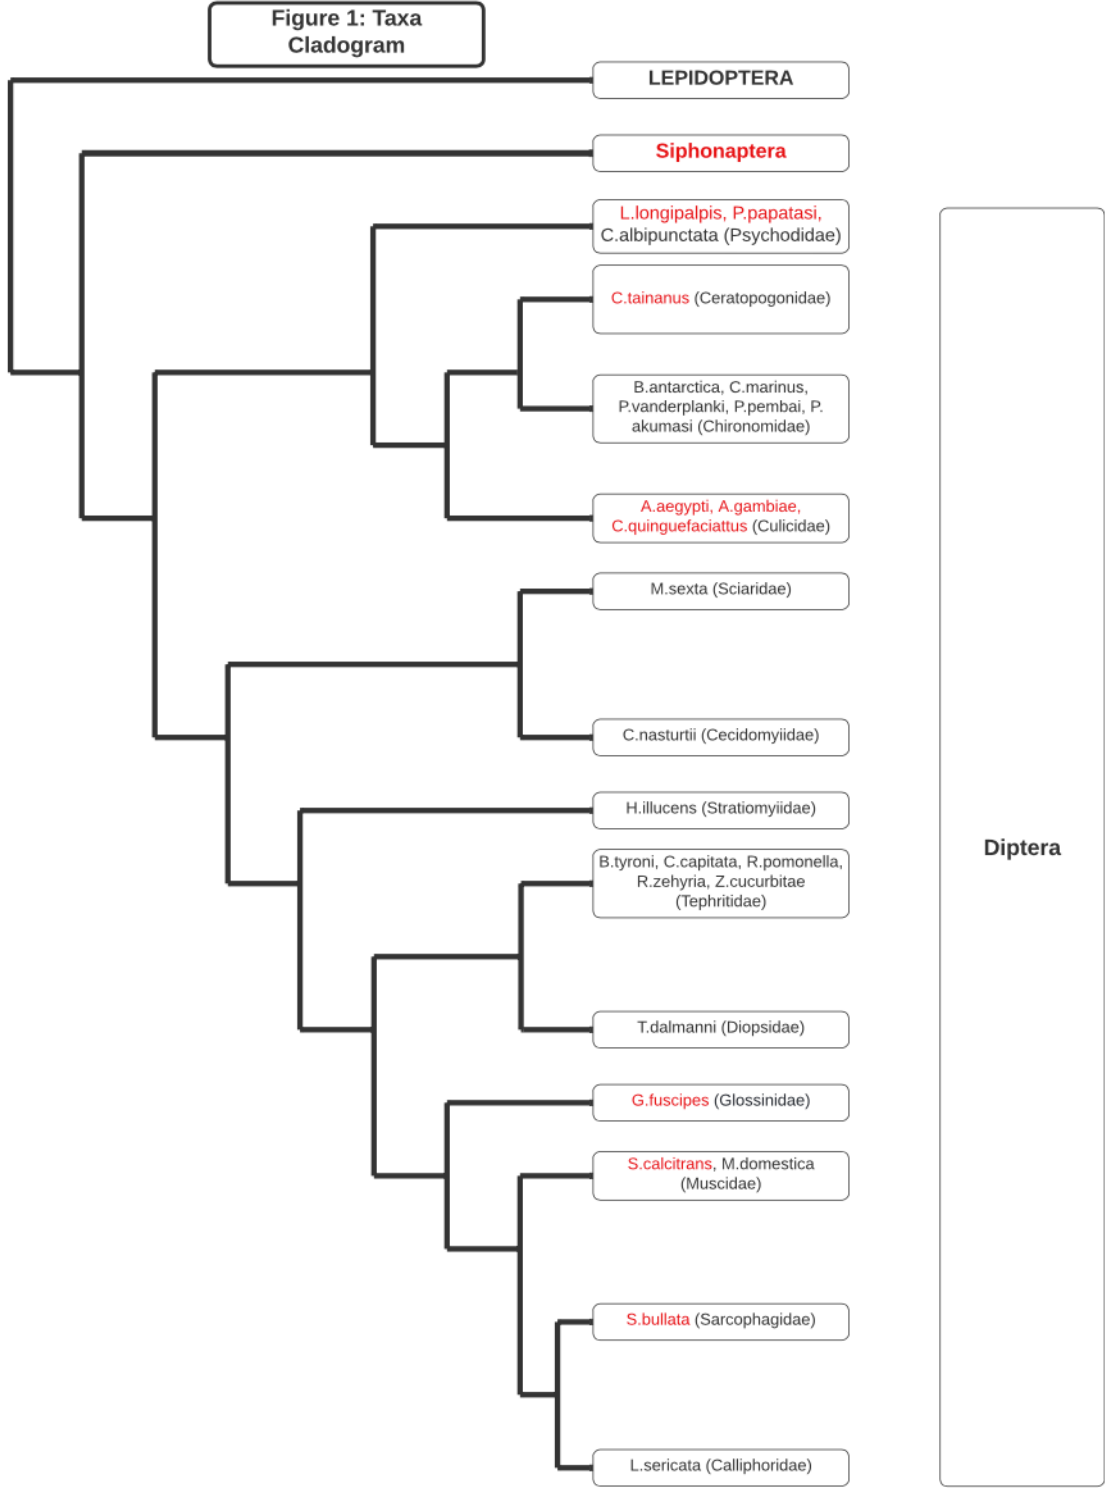 Figure 1: Taxa
Cladogram
LEPIDOPTERA
Siphonaptera
L.longipalpis, P.papatasi,
C.albipunctata (Psychodidae)
C.tainanus (Ceratopogonidae)
B.antarctica, C.marinus,
P.vanderplanki, P.pembai, P.
akumasi (Chironomidae)
A.aegypti, A.gambiae,
C.quinguefaciattus (Culicidae)
M.sexta (Sciaridae)
C.nasturtii (Cecidomyiidae)
H.illucens (Stratiomyiidae)
B.tyroni, C.capitata, R.pomonella,
R.zehyria, Z.cucurbitae
(Tephritidae)
Diptera
T.dalmanni (Diopsidae)
G.fuscipes (Glossinidae)
S.calcitrans, M.domestica
(Muscidae)
S.bullata (Sarcophagidae)
L.sericata (Calliphoridae)